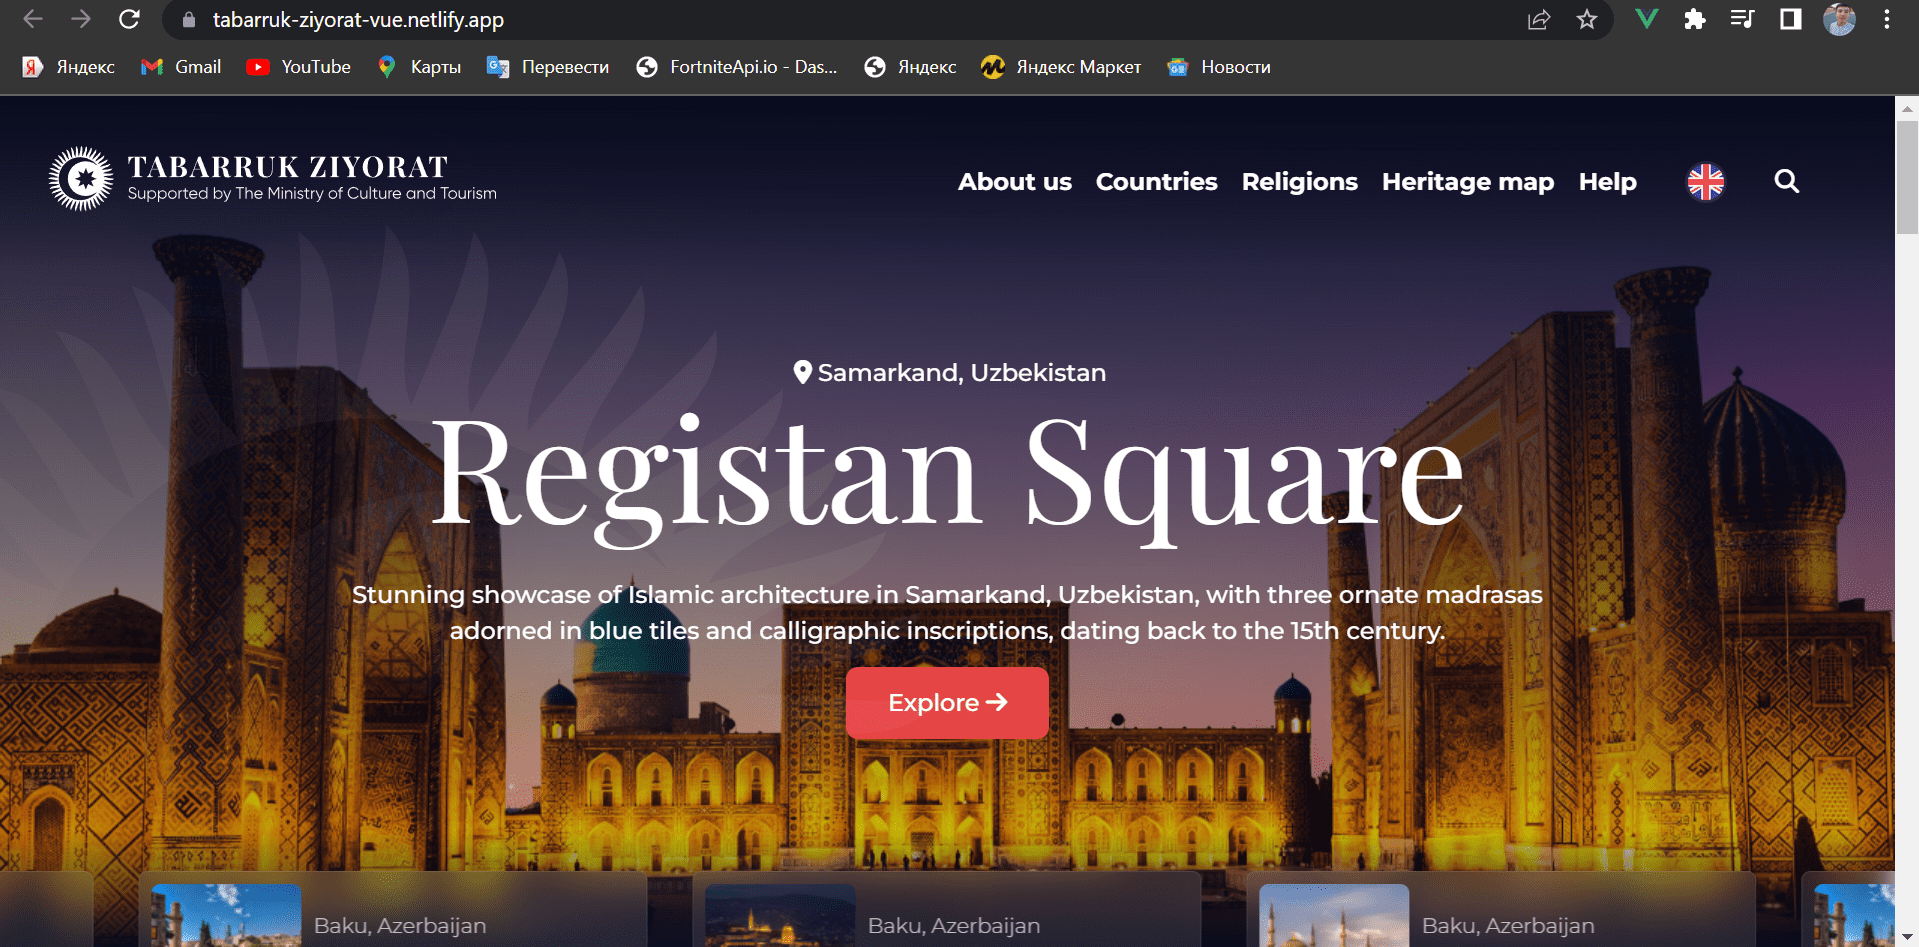 tabarruk-ziyorat-vue.netlify.app
Яндекс Gmail YouTube Карты Перевести FortniteApi.io - Das... Яндекс Яндекс Маркет Новости
TABARRUK ZIYORAT
Supported by The Ministry of Culture and Tourism
About us Countries Religions Heritage map Help
Samarkand, Uzbekistan
Registan Square
Stunning showcase of Islamic architecture in Samarkand, Uzbekistan, with three ornate madrasas
adorned in blue tiles and calligraphic inscriptions, dating back to the 15th century.
Explore
Baku, Azerbaijan Baku, Azerbaijan Baku, Azerbaijan